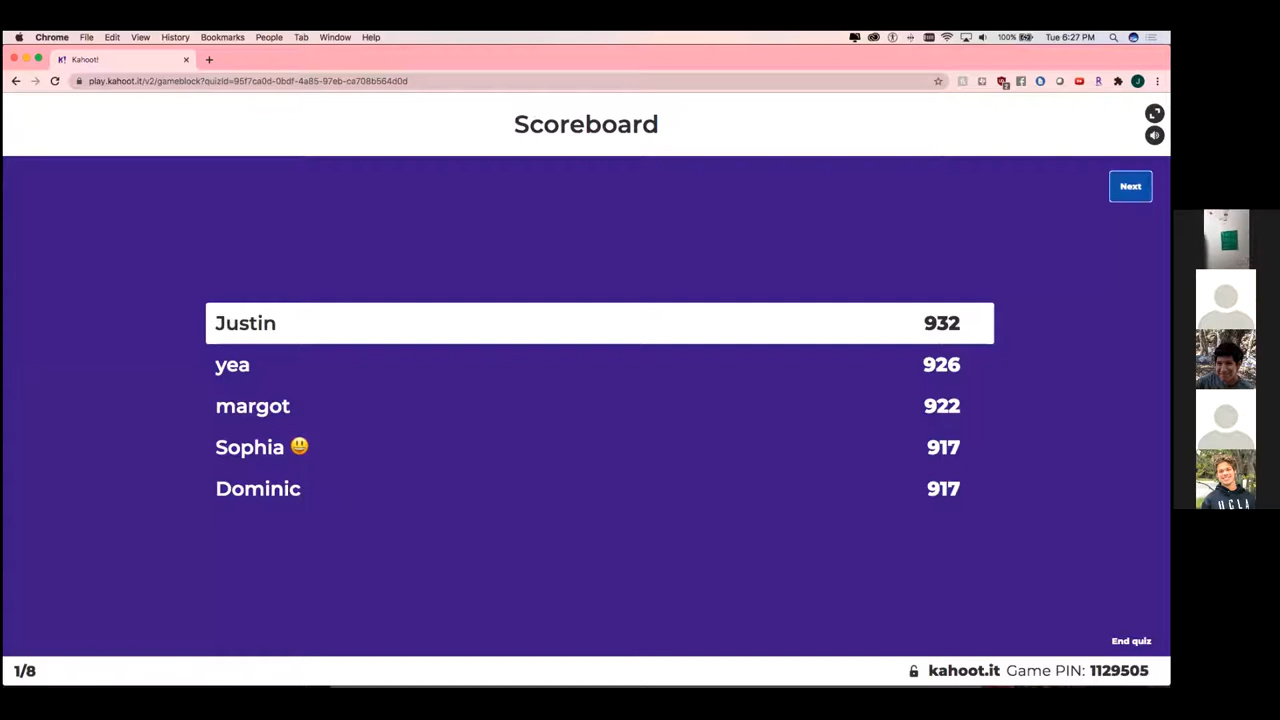 Chrome File Edit View History Bookmarks People Tab Window Help 100% Tue 6:27 PM
K! Kahoot!
play.kahoot.it/v2/gameblock?quizId=95f7ca0d-0bdf-4a85-97eb-ca708b564d0d
Scoreboard
Next
Justin 932
yea 926
margot 922
Sophia 😃 917
Dominic 917
UCLA
End quiz
1/8 kahoot.it Game PIN: 1129505